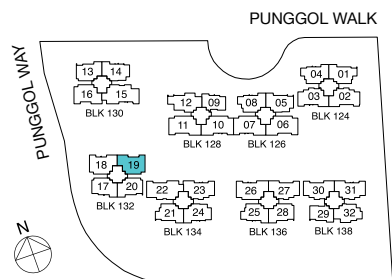 PUNGGOL WALK
PUNGGOL WAY
13 14
16 15
BLK 130
12 09
11 10
BLK 128
08 05
07 06
BLK 126
04 01
03 02
BLK 124
18 19
17 20
BLK 132
22 23
21 24
BLK 134
26 27
25 28
BLK 136
30 31
29 32
BLK 138
N